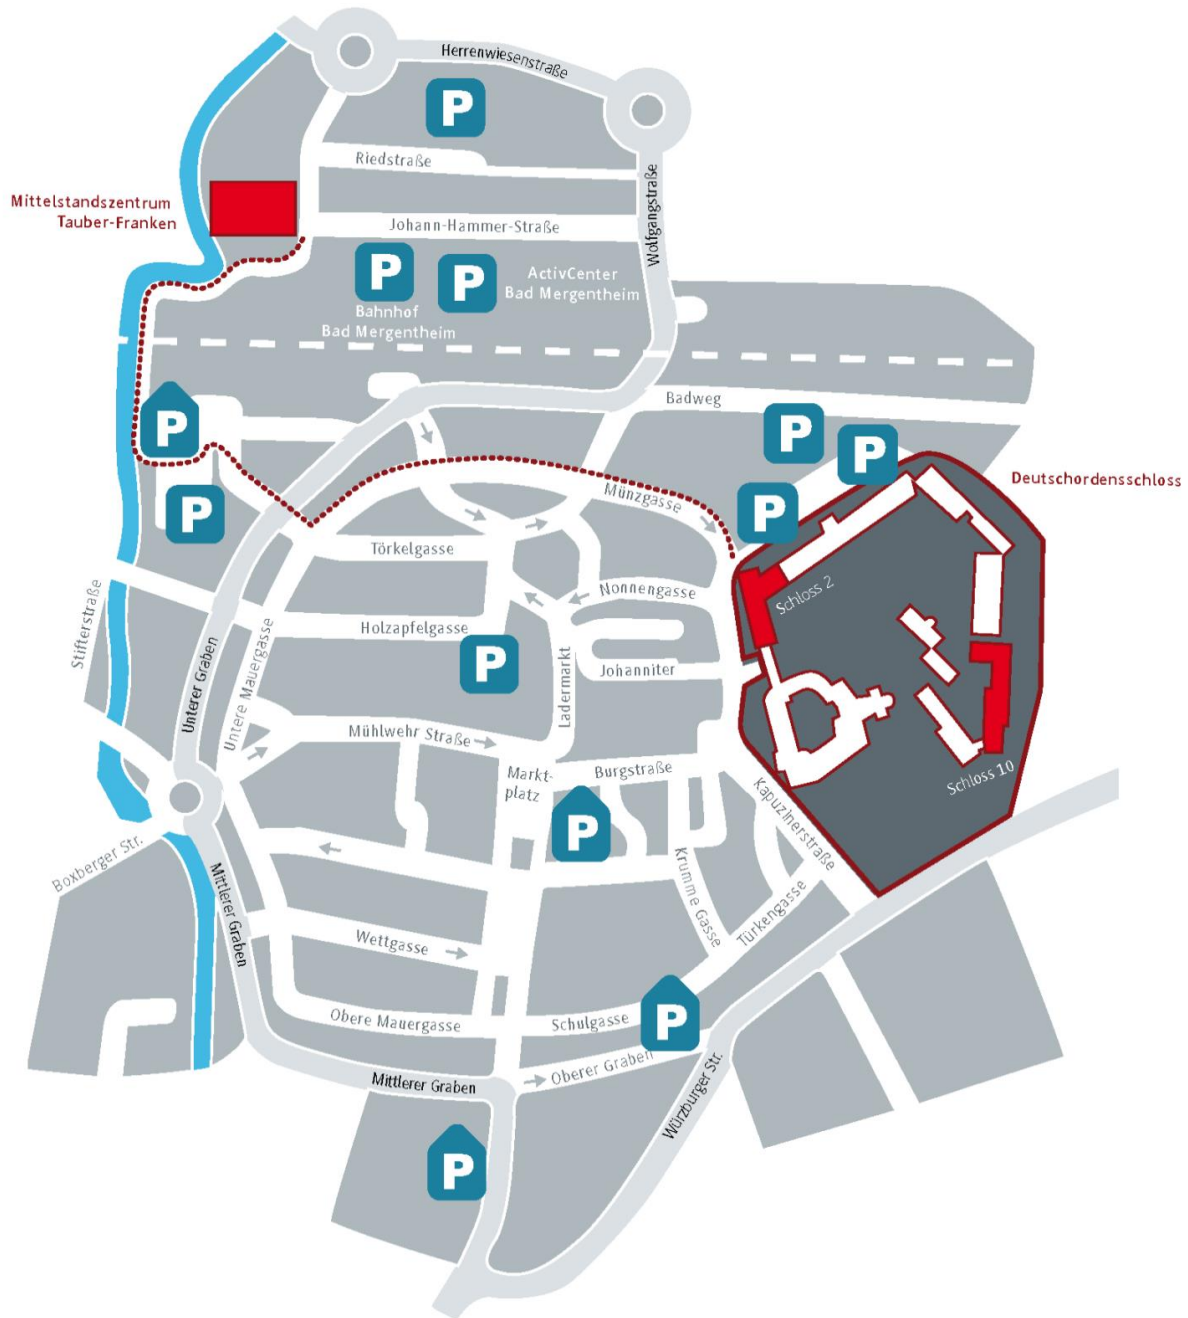 Herrenwiesenstraße
P
Riedstraße
Wolfgangstraße
Mittelstandszentrum
Tauber-Franken
Johann-Hammer-Straße
P
P
ActivCenter
Bad Mergentheim
Bahnhof
Bad Mergentheim
Badweg
P
P
P
Deutschordensschloss
P
P
Münzgasse
Törkelgasse
Nonnengasse
Schloss 2
Stifterstraße
Holzapfelgasse
P
Johanniter
Ladermarkt
Unterer Graben
Untere Mauergasse
Mühlwehr Straße
Markt-
platz
Burgstraße
P
Kapuzinerstraße
Schloss 10
Boxberger Str.
Mittlerer Graben
Krumme Gasse
Türkengasse
Wettgasse
Obere Mauergasse
Schulgasse
P
Oberer Graben
Mittlerer Graben
Würzburger Str.
P